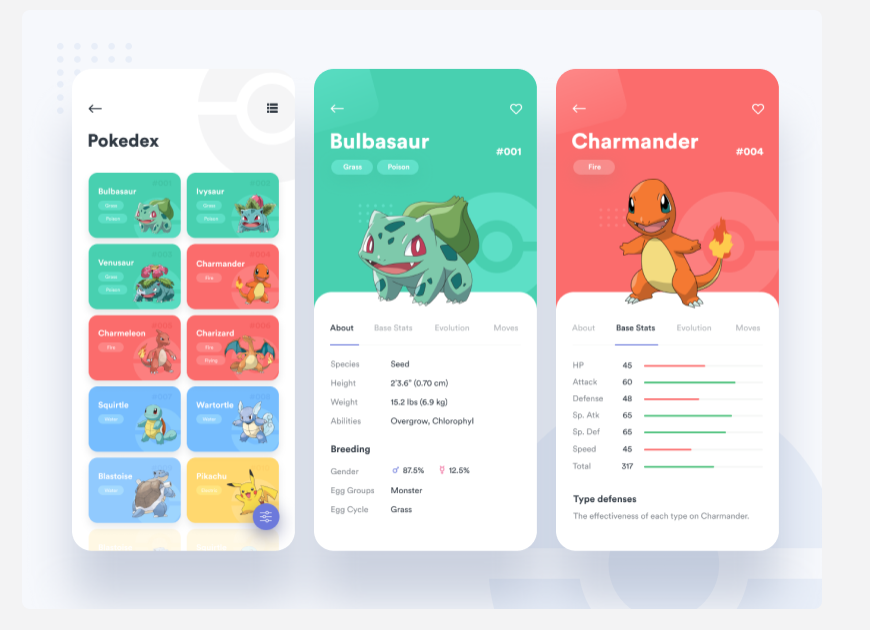 Pokedex
Bulbasaur
Grass
Poison
Ivysaur
Grass
Poison
Venusaur
Grass
Poison
Charmander
Fire
Charmeleon
Fire
Charizard
Fire
Flying
Squirtle
Water
Wartortle
Water
Blastoise
Water
Pikachu
Bulbasaur
#001
Grass Poison
About Base Stats Evolution Moves
Species Seed
Height 2'3.6" (0.70 cm)
Weight 15.2 lbs (6.9 kg)
Abilities Overgrow, Chlorophyl
Breeding
Gender ♂ 87.5% ♀ 12.5%
Egg Groups Monster
Egg Cycle Grass
Charmander
#004
Fire
About Base Stats Evolution Moves
HP 45
Attack 60
Defense 48
Sp. Atk 65
Sp. Def 65
Speed 45
Total 317
Type defenses
The effectiveness of each type on Charmander.